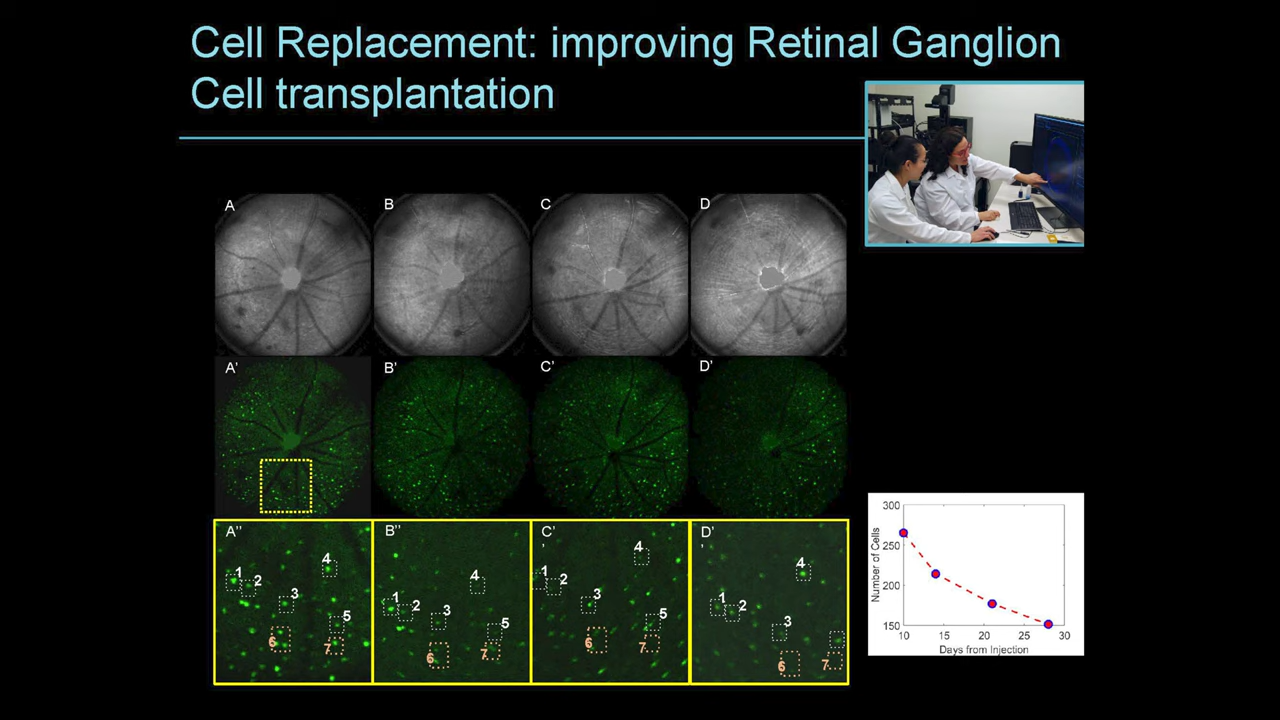 Cell Replacement: improving Retinal Ganglion
Cell transplantation
A
B
C
D
A'
B'
C'
D'
A''
1
2
3
4
5
6
7
B''
1
2
3
4
5
6
7
C'
'
1
2
3
4
5
6
7
D'
'
1
2
3
4
6
7
Number of Cells
300
250
200
150
10
15
20
25
30
Days from Injection